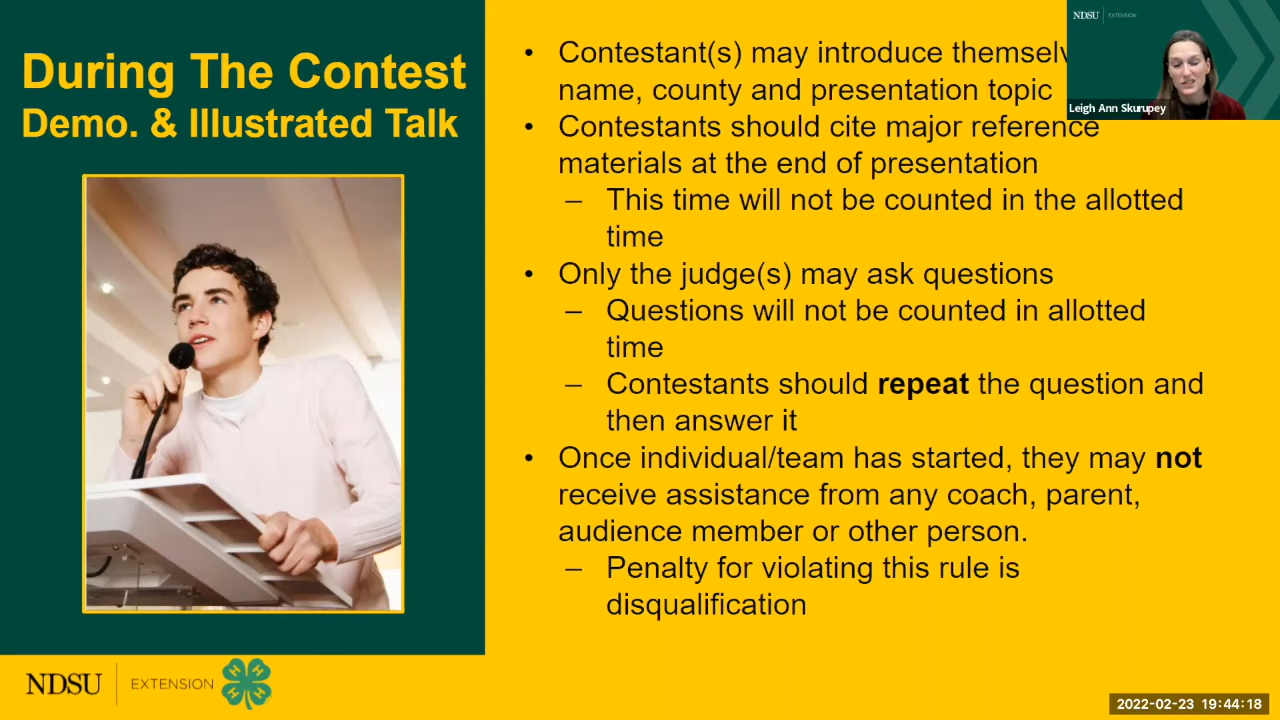 During The Contest
Demo. & Illustrated Talk
• Contestant(s) may introduce
name, county and presentation topic
• Contestants should cite major reference
materials at the end of presentation
– This time will not be counted in the allotted
time
• Only the judge(s) may ask questions
– Questions will not be counted in allotted
time
– Contestants should repeat the question and
then answer it
• Once individual/team has started, they may not
receive assistance from any coach, parent,
audience member or other person.
– Penalty for violating this rule is
disqualification
NDSU EXTENSION
Leigh Ann Skurupey
NDSU EXTENSION
H H H H
2022-02-23 19:44:18